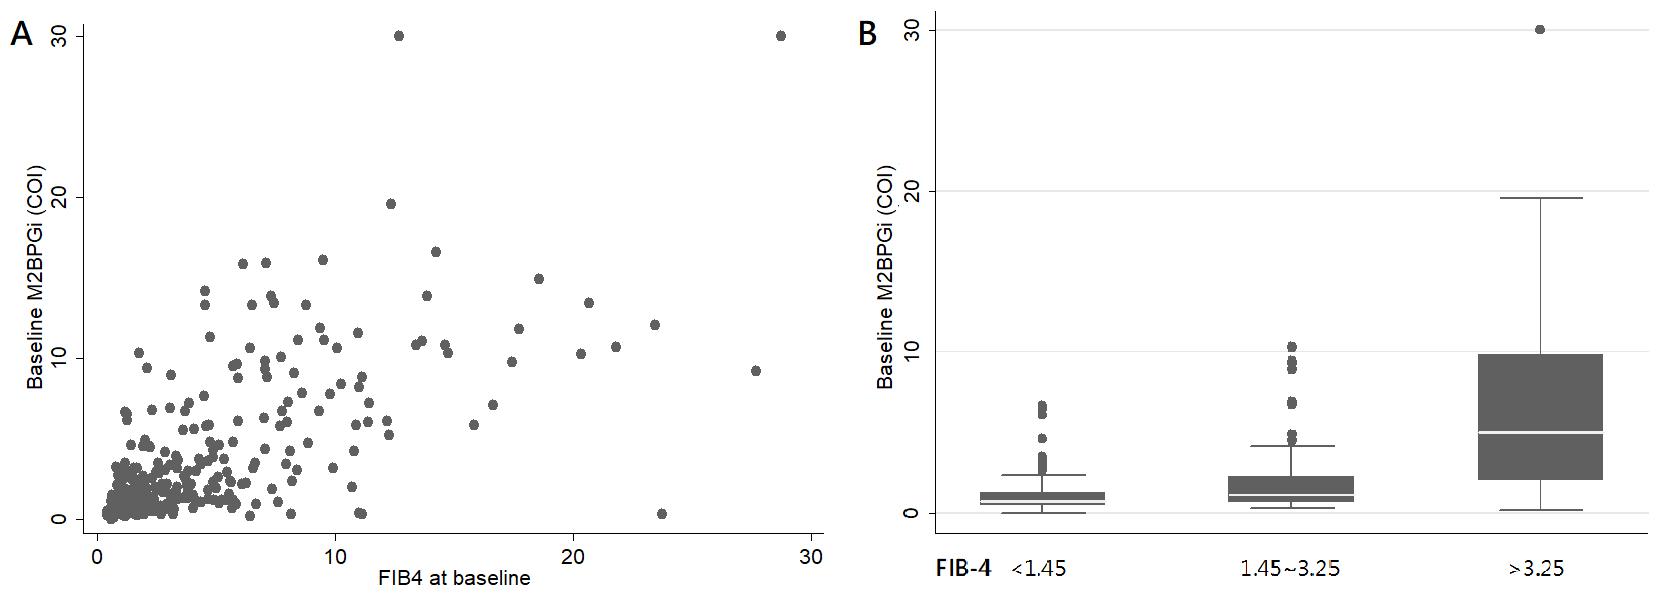 A
Baseline M2BPGi (COI)
30
20
10
0
0 10 20 30
FIB4 at baseline
B
Baseline M2BPGi (COI)
30
20
10
0
FIB-4 <1.45 1.45~3.25 >3.25